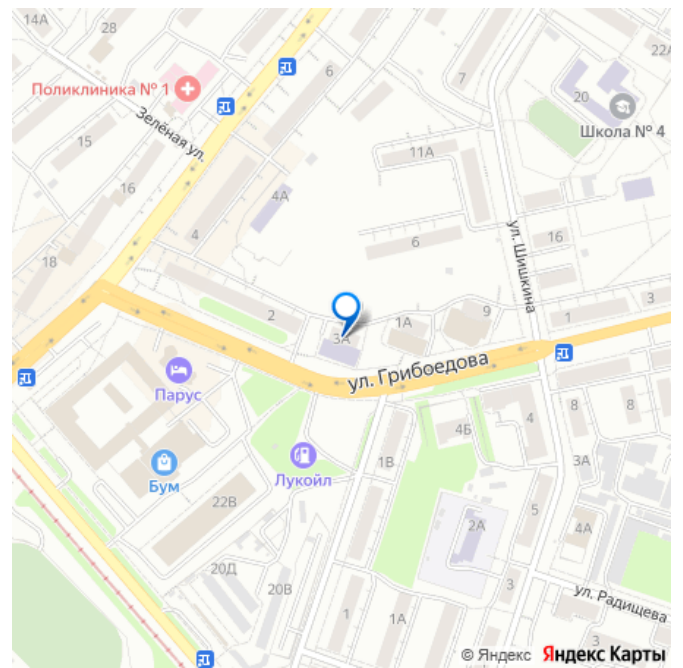 14А
28
6
7
22А
Поликлиника № 1
20
Школа № 4
Зелёная ул.
15
11А
16
4А
ул. Шишкина
4
6
16
18
2
3А
1А
9
1
3
ул. Грибоедова
Парус
4Б
4
8
8
Лукойл
1В
Бум
3А
22В
2А
5
4А
20Д
20В
3
ул. Радищева
1
1А
© Яндекс Яндекс Карты